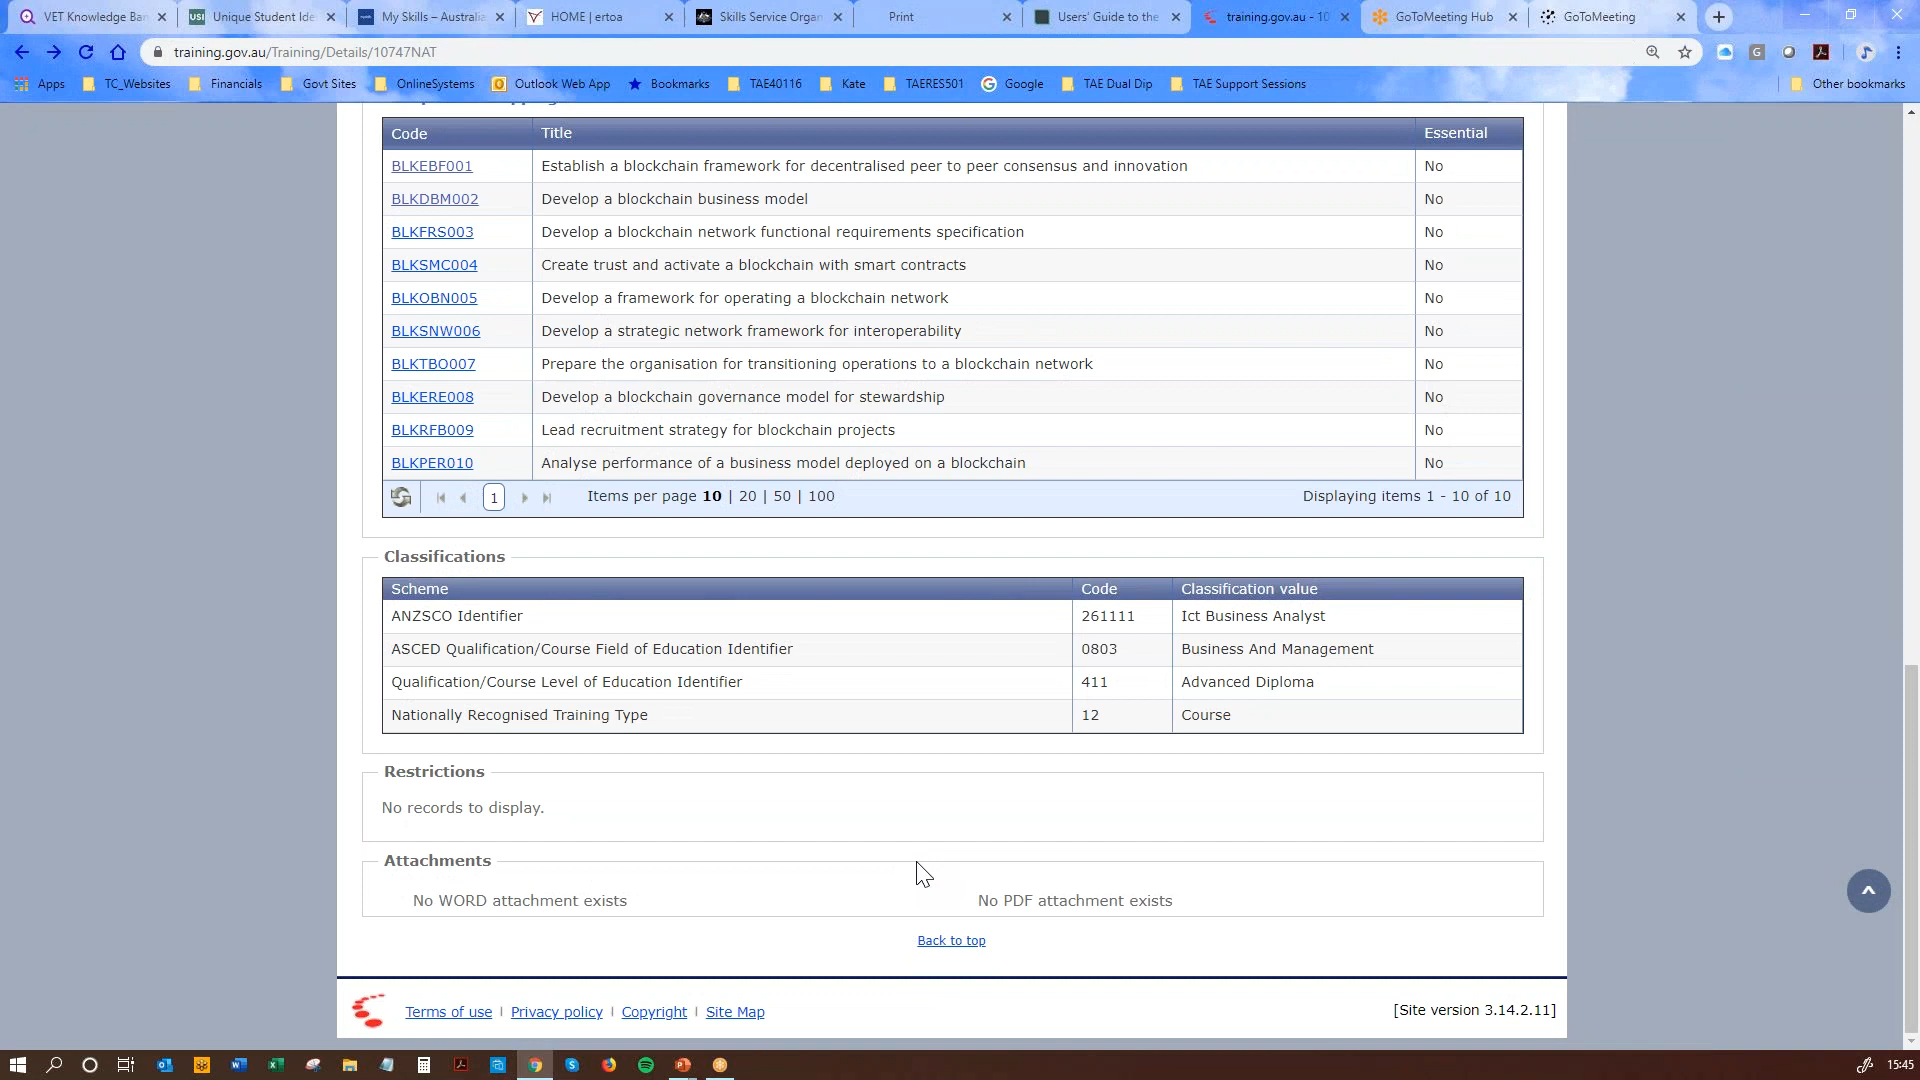 VET Knowledge Ban
Unique Student Ide
My Skills – Australia
HOME | ertoa
Skills Service Organ
Print
Users' Guide to the
training.gov.au - 10
GoToMeeting Hub
GoToMeeting
training.gov.au/Training/Details/10747NAT
Apps
TC_Websites
Financials
Govt Sites
OnlineSystems
Outlook Web App
Bookmarks
TAE40116
Kate
TAERES501
Google
TAE Dual Dip
TAE Support Sessions
Other bookmarks
Code Title Essential
BLKEBF001 Establish a blockchain framework for decentralised peer to peer consensus and innovation No
BLKDBM002 Develop a blockchain business model No
BLKFRS003 Develop a blockchain network functional requirements specification No
BLKSMC004 Create trust and activate a blockchain with smart contracts No
BLKOBN005 Develop a framework for operating a blockchain network No
BLKSNW006 Develop a strategic network framework for interoperability No
BLKTBO007 Prepare the organisation for transitioning operations to a blockchain network No
BLKERE008 Develop a blockchain governance model for stewardship No
BLKRFB009 Lead recruitment strategy for blockchain projects No
BLKPER010 Analyse performance of a business model deployed on a blockchain No
1 Items per page 10 | 20 | 50 | 100 Displaying items 1 - 10 of 10
Classifications
Scheme Code Classification value
ANZSCO Identifier 261111 Ict Business Analyst
ASCED Qualification/Course Field of Education Identifier 0803 Business And Management
Qualification/Course Level of Education Identifier 411 Advanced Diploma
Nationally Recognised Training Type 12 Course
Restrictions
No records to display.
Attachments
No WORD attachment exists No PDF attachment exists
Back to top
Terms of use | Privacy policy | Copyright | Site Map [Site version 3.14.2.11]
15:45